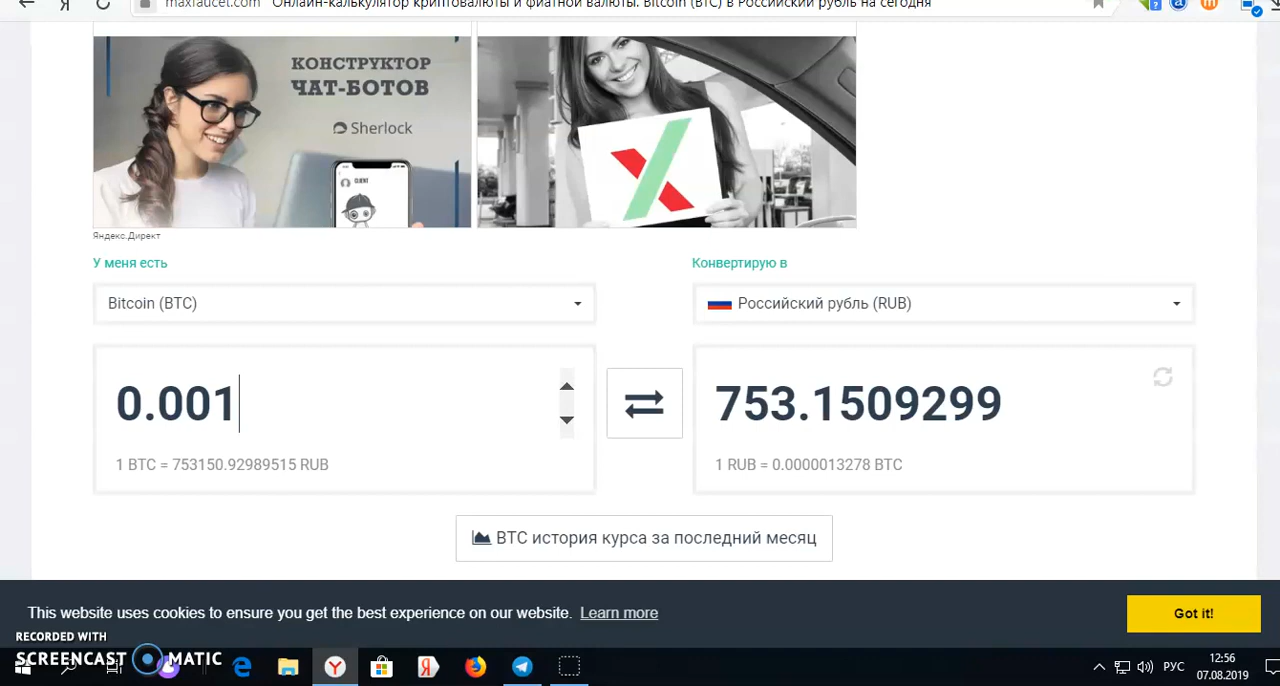 maxfaucet.com Онлайн-калькулятор криптовалюты и фиатной валюты. Bitcoin (BTC) в Российский рубль на сегодня
КОНСТРУКТОР
ЧАТ-БОТОВ
Sherlock
CLIENT
Яндекс.Директ
У меня есть
Конвертирую в
Bitcoin (BTC)
Российский рубль (RUB)
0.001
753.1509299
1 BTC = 753150.92989515 RUB
1 RUB = 0.0000013278 BTC
BTC история курса за последний месяц
This website uses cookies to ensure you get the best experience on our website. Learn more
Got it!
RECORDED WITH
SCREENCAST MATIC
РУС
12:56
07.08.2019